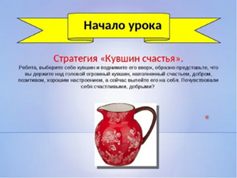 Начало урока
Стратегия «Кувшин счастья».
Ребята, выберите себе кувшин и поднимите его вверх, образно представьте, что
вы держите над головой огромный кувшин, наполненный счастьем, добром,
позитивом, хорошим настроением, а сейчас вылейте его на себя. Почувствовали
себя счастливыми, добрыми?